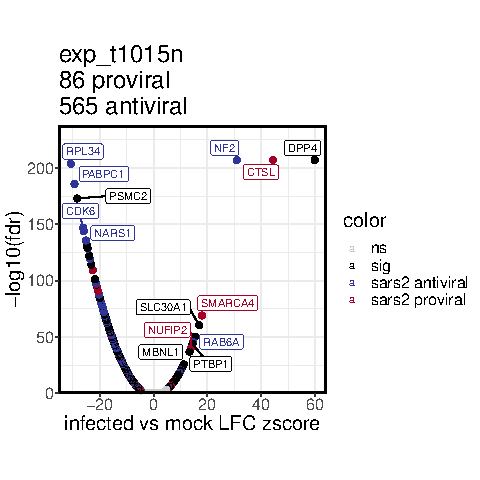 exp_t1015n
86 proviral
565 antiviral
RPL34
NF2
DPP4
PABPC1
CTSL
PSMC2
CDK6
NARS1
SLC30A1
SMARCA4
NUFIP2
RAB6A
MBNL1
PTBP1
200
150
100
50
0
−20
0
20
40
60
−log10(fdr)
infected vs mock LFC zscore
color
a ns
a sig
a sars2 antiviral
a sars2 proviral